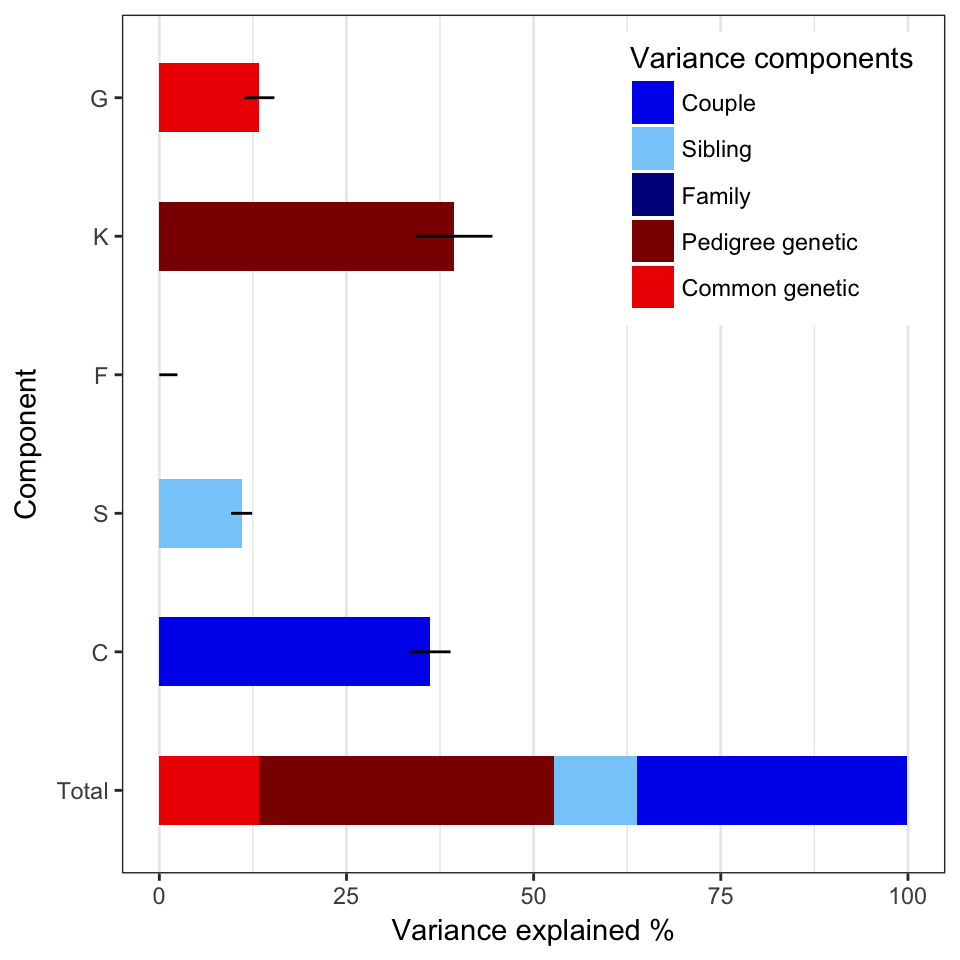 Variance components
Couple
Sibling
Family
Pedigree genetic
Common genetic
Component
G
K
F
S
C
Total
0 25 50 75 100
Variance explained %